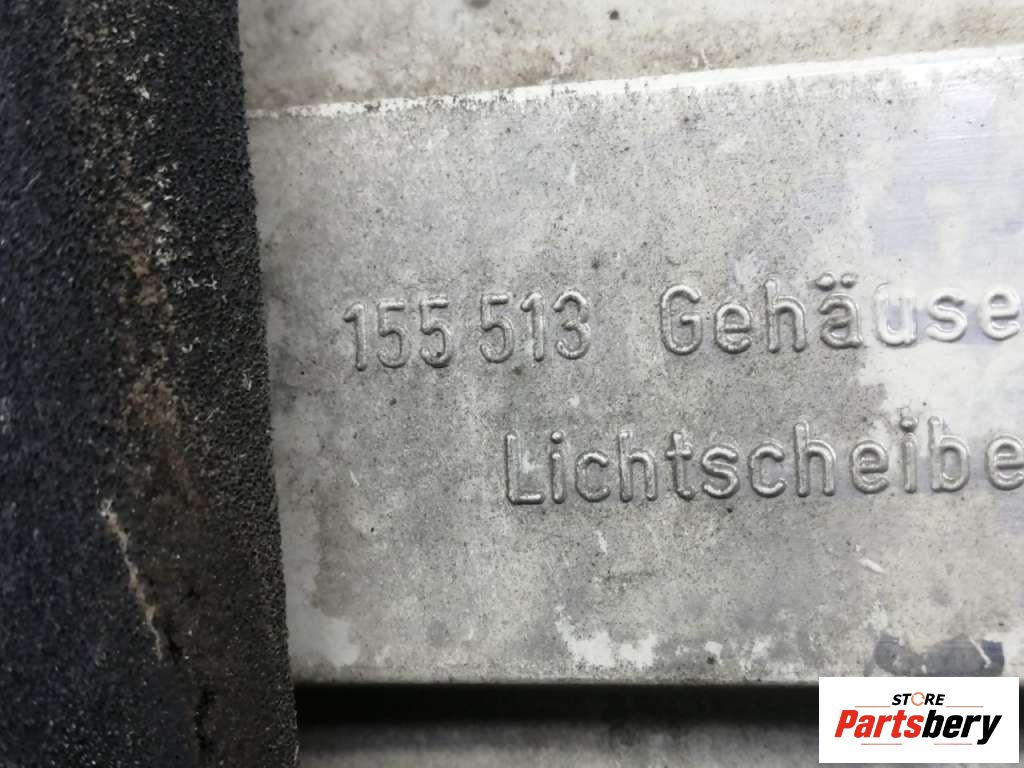 155 513 Gehäuse
Lichtscheibe
STORE
Partsbery